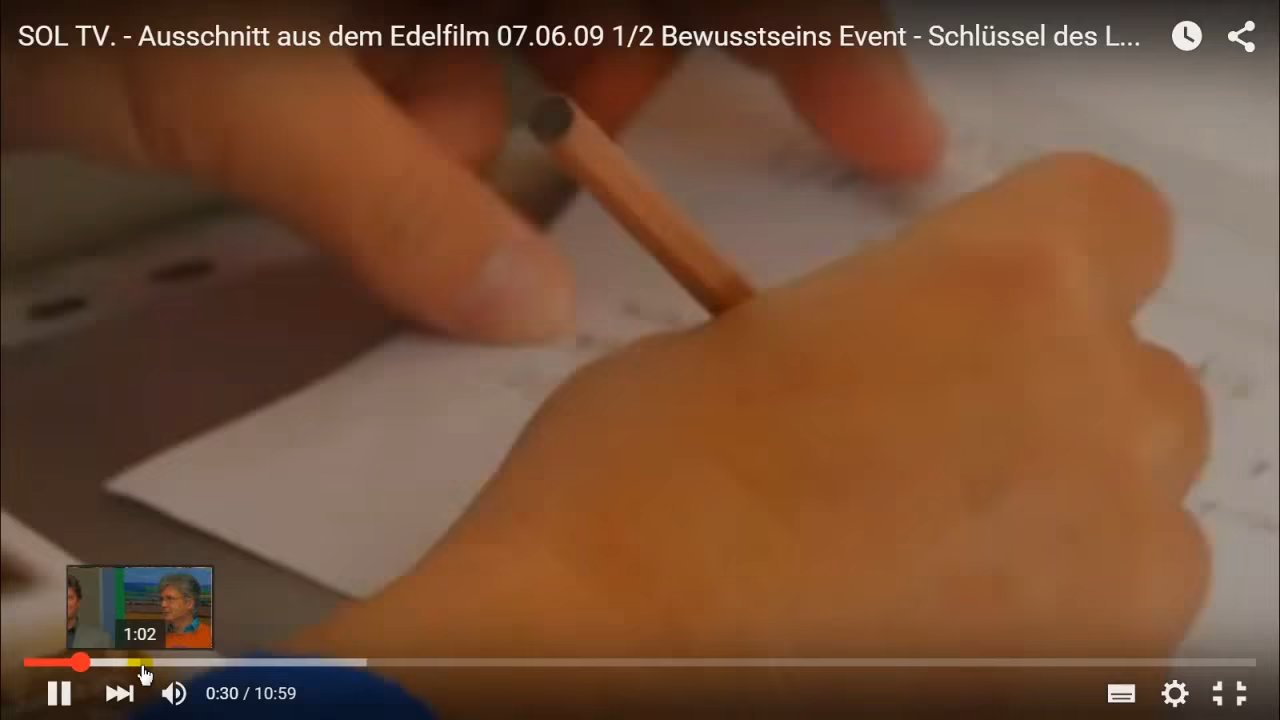 SOL TV. - Ausschnitt aus dem Edelfilm 07.06.09 1/2 Bewusstseins Event - Schlüssel des L...
1:02
0:30 / 10:59